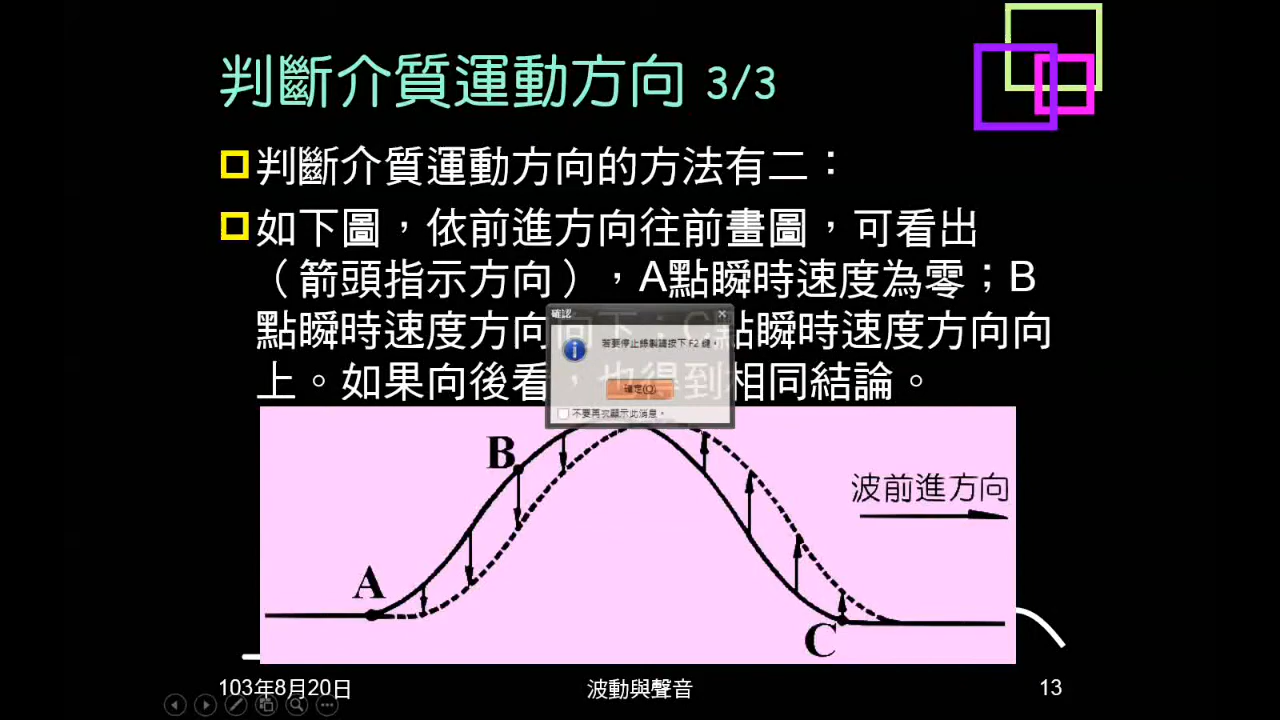 判斷介質運動方向 3/3
判斷介質運動方向的方法有二：
如下圖，依前進方向往前畫圖，可看出
（箭頭指示方向），A點瞬時速度為零；B
點瞬時速度方向向下；C點瞬時速度方向向
上。如果向後看，也得到相同結論。
確認
若要停止錄製請按下 F2 鍵。
確定(O)
不要再次顯示此消息。
B
波前進方向
A
C
103年8月20日
波動與聲音
13